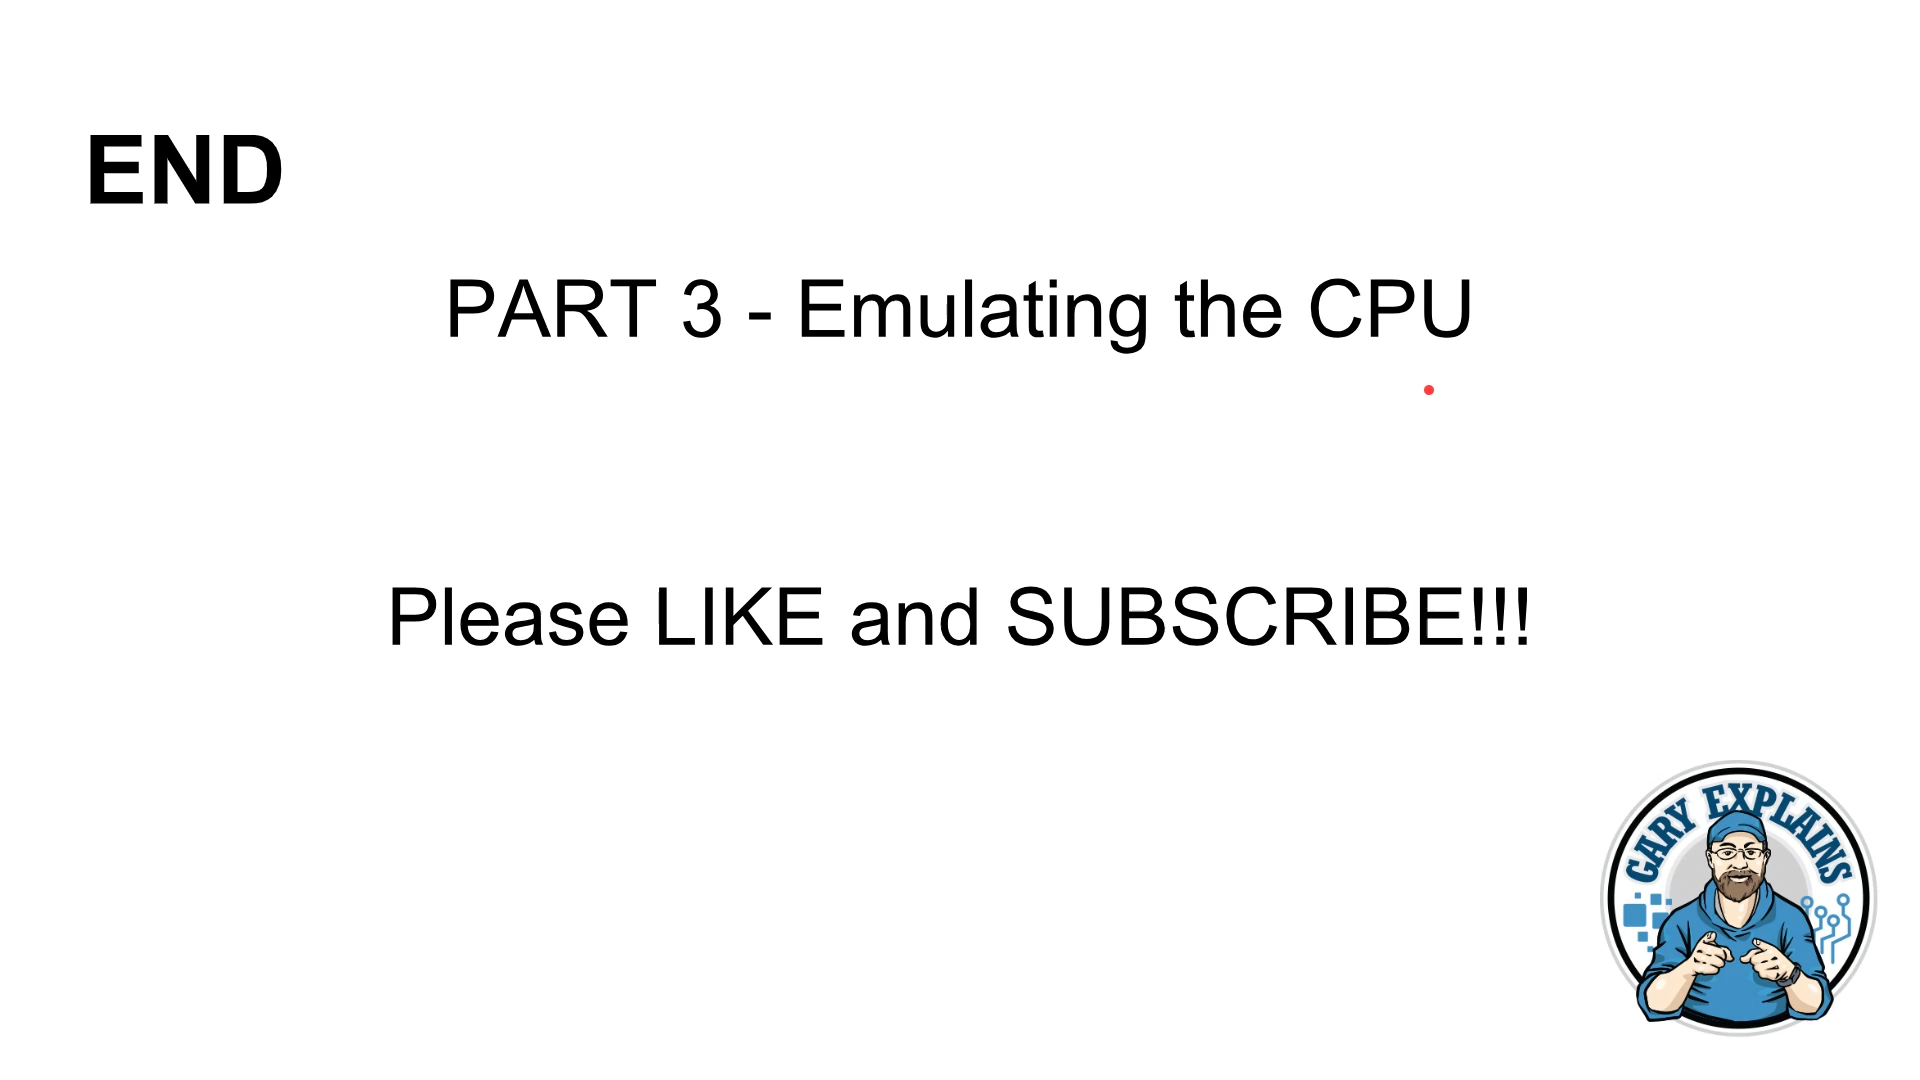 END
PART 3 - Emulating the CPU
Please LIKE and SUBSCRIBE!!!
GARY EXPLAINS